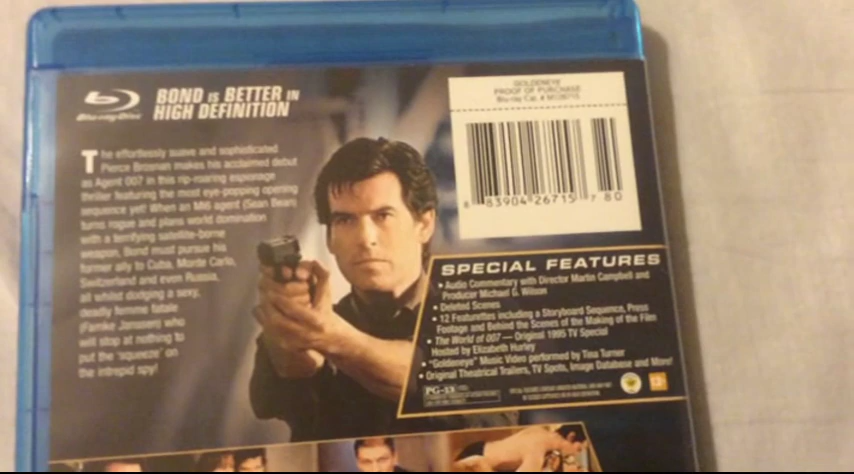 Blu-ray Disc
BOND IS BETTER IN
HIGH DEFINITION
The effortlessly suave and sophisticated
Pierce Brosnan makes his acclaimed debut
as Agent 007 in this rip-roaring espionage
thriller featuring the most eye-popping opening
sequence yet! When an MI6 agent (Sean Bean)
turns rogue and plans world domination
with a terrifying satellite-borne
weapon, Bond must pursue his
former ally to Cuba, Monte Carlo,
Switzerland and even Russia,
all whilst dodging a sexy,
deadly femme fatale
(Famke Janssen) who
will stop at nothing to
put the 'squeeze' on
the intrepid spy!
GOLDENEYE
PROOF OF PURCHASE
Blu-ray Cat. # M128715
8 83904 26715 7 80
SPECIAL FEATURES
• Audio Commentary with Director Martin Campbell and
Producer Michael G. Wilson
• Deleted Scenes
• 12 Featurettes including a Storyboard Sequence, Press
Footage and Behind the Scenes of the Making of the Film
• The World of 007 — Original 1995 TV Special
Hosted by Elizabeth Hurley
• "Goldeneye" Music Video performed by Tina Turner
• Original Theatrical Trailers, TV Spots, Image Database and More!
PG-13